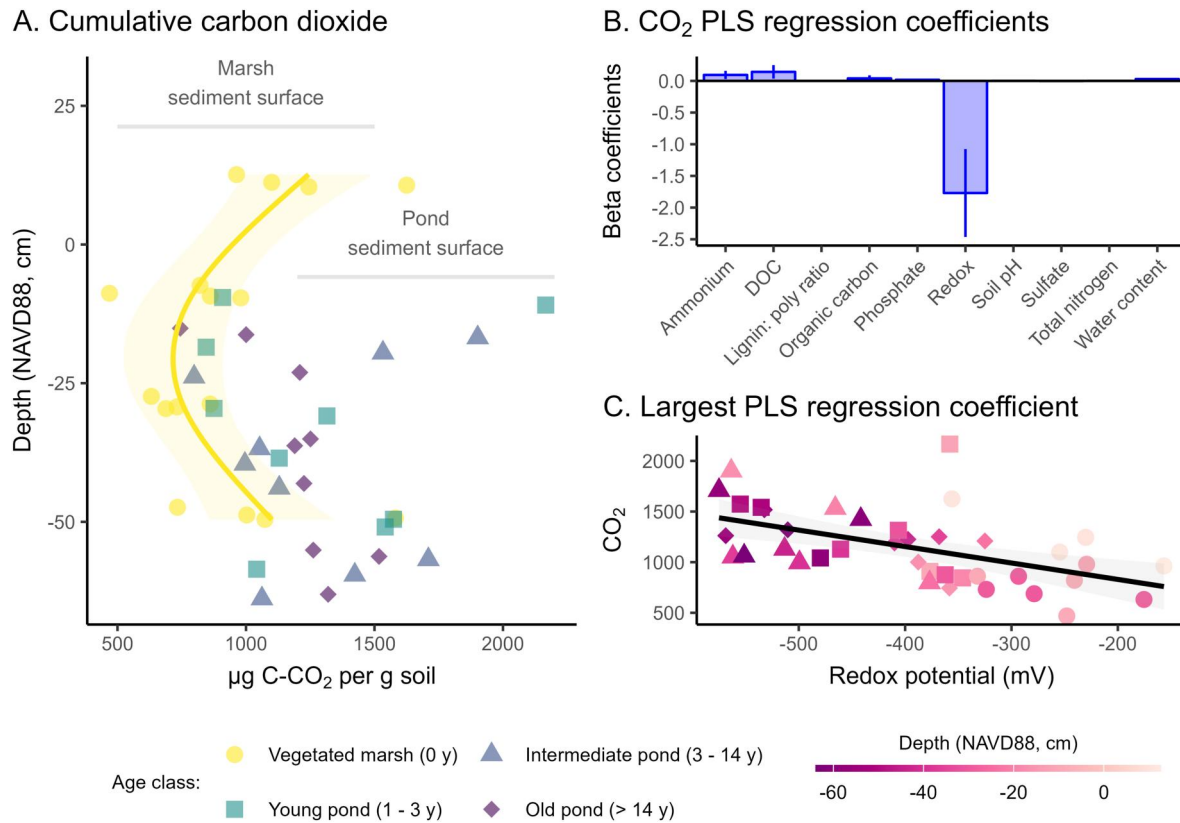 A. Cumulative carbon dioxide
Marsh
sediment surface
Pond
sediment surface
25
0
-25
-50
Depth (NAVD88, cm)
500
1000
1500
2000
µg C-CO₂ per g soil
B. CO₂ PLS regression coefficients
0.0
-0.5
-1.0
-1.5
-2.0
-2.5
Beta coefficients
Ammonium
DOC
Lignin: poly ratio
Organic carbon
Phosphate
Redox
Soil pH
Sulfate
Total nitrogen
Water content
C. Largest PLS regression coefficient
2000
1500
1000
500
CO₂
-500
-400
-300
-200
Redox potential (mV)
Age class:
Vegetated marsh (0 y)
Intermediate pond (3 - 14 y)
Young pond (1 - 3 y)
Old pond (> 14 y)
Depth (NAVD88, cm)
-60
-40
-20
0